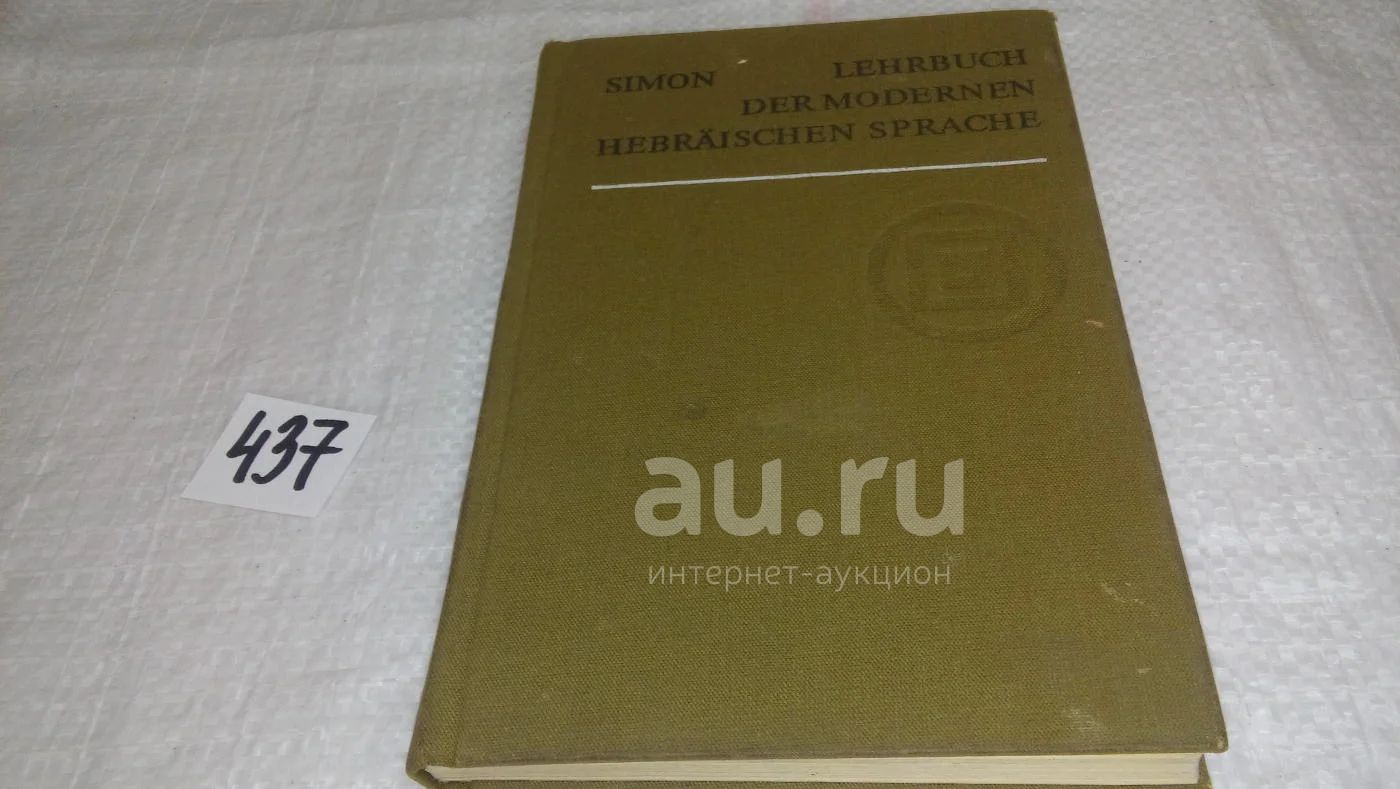 SIMON LEHRBUCH
DER MODERNEN
HEBRÄISCHEN SPRACHE
437
au.ru
интернет-аукцион